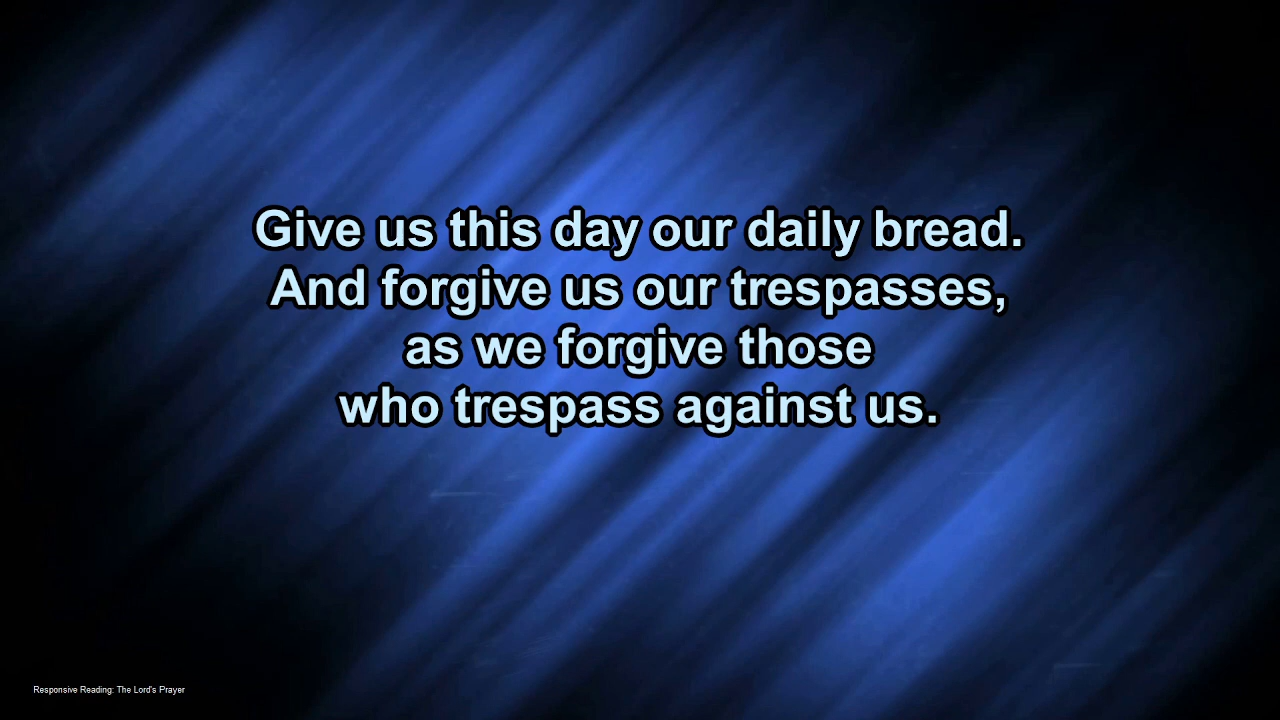 Give us this day our daily bread.
And forgive us our trespasses,
as we forgive those
who trespass against us.
Responsive Reading: The Lord's Prayer